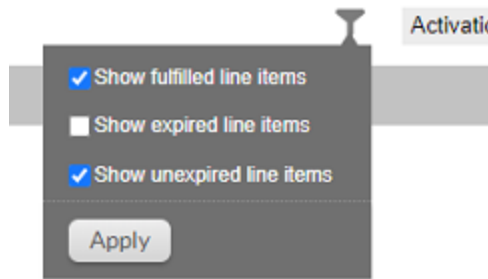 Activatio
Show fulfilled line items
Show expired line items
Show unexpired line items
Apply